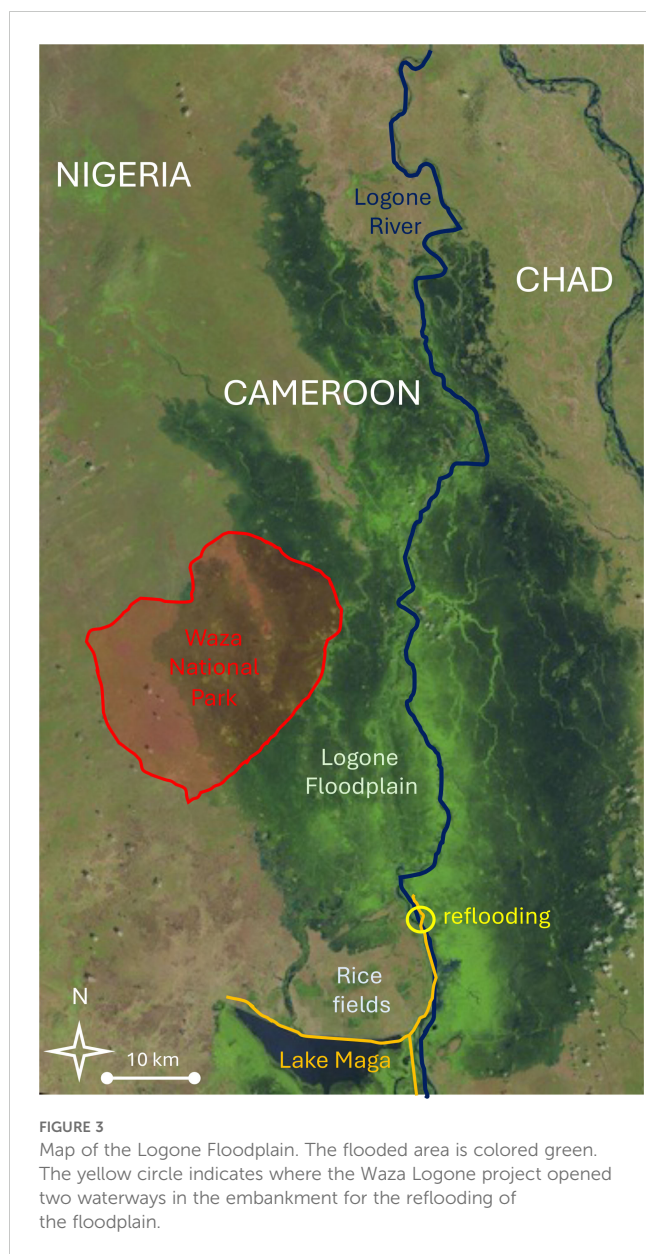 NIGERIA
Logone
River
CHAD
CAMEROON
Waza
National
Park
Logone
Floodplain
reflooding
Rice
fields
N
10 km
Lake Maga
FIGURE 3
Map of the Logone Floodplain. The flooded area is colored green.
The yellow circle indicates where the Waza Logone project opened
two waterways in the embankment for the reflooding of
the floodplain.